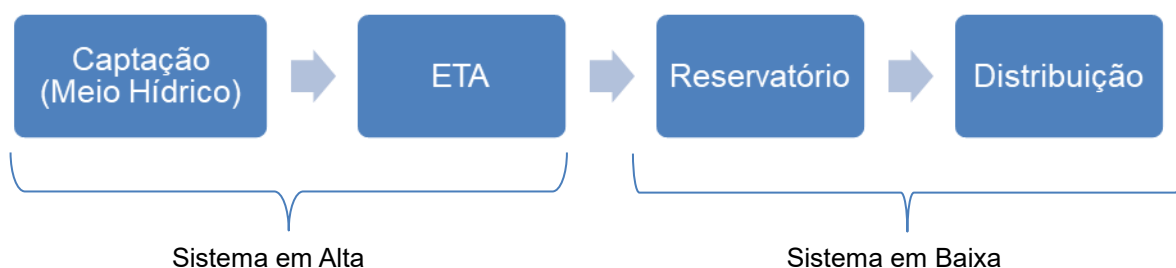 Captação
(Meio Hídrico)
ETA
Reservatório
Distribuição
Sistema em Alta
Sistema em Baixa